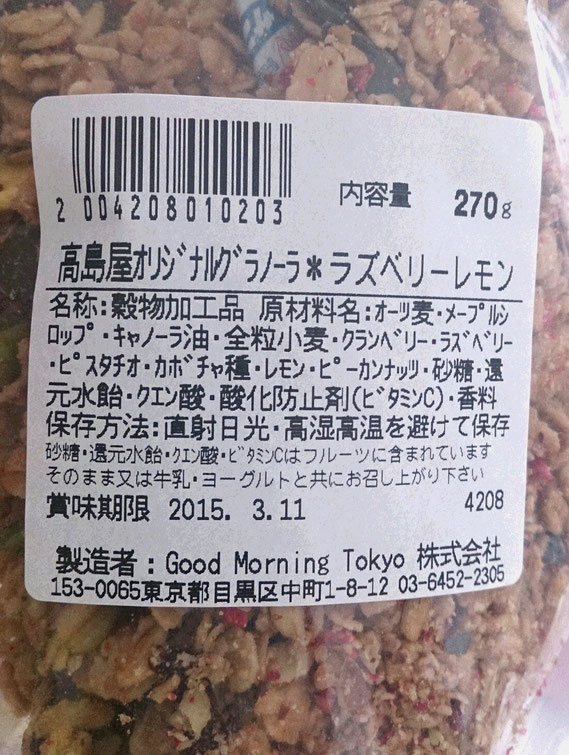 2 004208010203
内容量 270g
高島屋オリジナルグラノーラ*ラズベリーレモン
名称:穀物加工品 原材料名:オーツ麦・メープルシ
ロップ・キャノーラ油・全粒小麦・クランベリー・ラズベリー
・ピスタチオ・カボチャ種・レモン・ピーカンナッツ・砂糖・還
元水飴・クエン酸・酸化防止剤(ビタミンC)・香料
保存方法:直射日光・高湿高温を避けて保存
砂糖・還元水飴・クエン酸・ビタミンCはフルーツに含まれています
そのまま又は牛乳・ヨーグルトと共にお召し上がり下さい
賞味期限 2015. 3.11 4208
製造者:Good Morning Tokyo 株式会社
153-0065東京都目黒区中町1-8-12 03-6452-2305